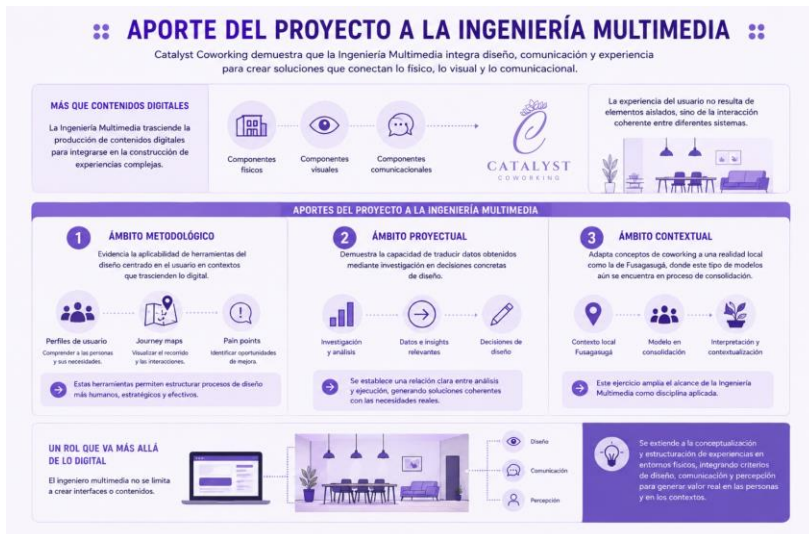 APORTE DEL PROYECTO A LA INGENIERÍA MULTIMEDIA
Catalyst Coworking demuestra que la Ingeniería Multimedia integra diseño, comunicación y experiencia
para crear soluciones que conectan lo físico, lo visual y lo comunicacional.
MÁS QUE CONTENIDOS DIGITALES
La Ingeniería Multimedia trasciende la
producción de contenidos digitales
para integrarse en la construcción de
experiencias complejas.
Componentes
físicos
Componentes
visuales
Componentes
comunicacionales
CATALYST
COWORKING
La experiencia del usuario no resulta de
elementos aislados, sino de la interacción
coherente entre diferentes sistemas.
APORTES DEL PROYECTO A LA INGENIERÍA MULTIMEDIA
1
ÁMBITO METODOLÓGICO
Evidencia la aplicabilidad de herramientas del
diseño centrado en el usuario en contextos
que trascienden lo digital.
Perfiles de usuario
Comprender a las personas
y sus necesidades.
Journey maps
Visualizar el recorrido
y las interacciones.
Pain points
Identificar oportunidades
de mejora.
Estas herramientas permiten estructurar procesos de diseño
más humanos, estratégicos y efectivos.
2
ÁMBITO PROYECTUAL
Demuestra la capacidad de traducir datos obtenidos
mediante investigación en decisiones concretas
de diseño.
Investigación
y análisis
Datos e insights
relevantes
Decisiones de
diseño
Se establece una relación clara entre análisis
y ejecución, generando soluciones coherentes
con las necesidades reales.
3
ÁMBITO CONTEXTUAL
Adapta conceptos de coworking a una realidad local
como la de Fusagasugá, donde este tipo de modelos
aún se encuentra en proceso de consolidación.
Contexto local
Fusagasugá
Modelo en
consolidación
Interpretación y
contextualización
Este ejercicio amplia el alcance de la Ingeniería
Multimedia como disciplina aplicada.
UN ROL QUE VA MÁS ALLÁ
DE LO DIGITAL
El ingeniero multimedia no se limita
a crear interfaces o contenidos.
Diseño
Comunicación
Percepción
Se extiende a la conceptualización
y estructuración de experiencias en
entornos físicos, integrando criterios
de diseño, comunicación y percepción
para generar valor real en las personas
y en los contextos.